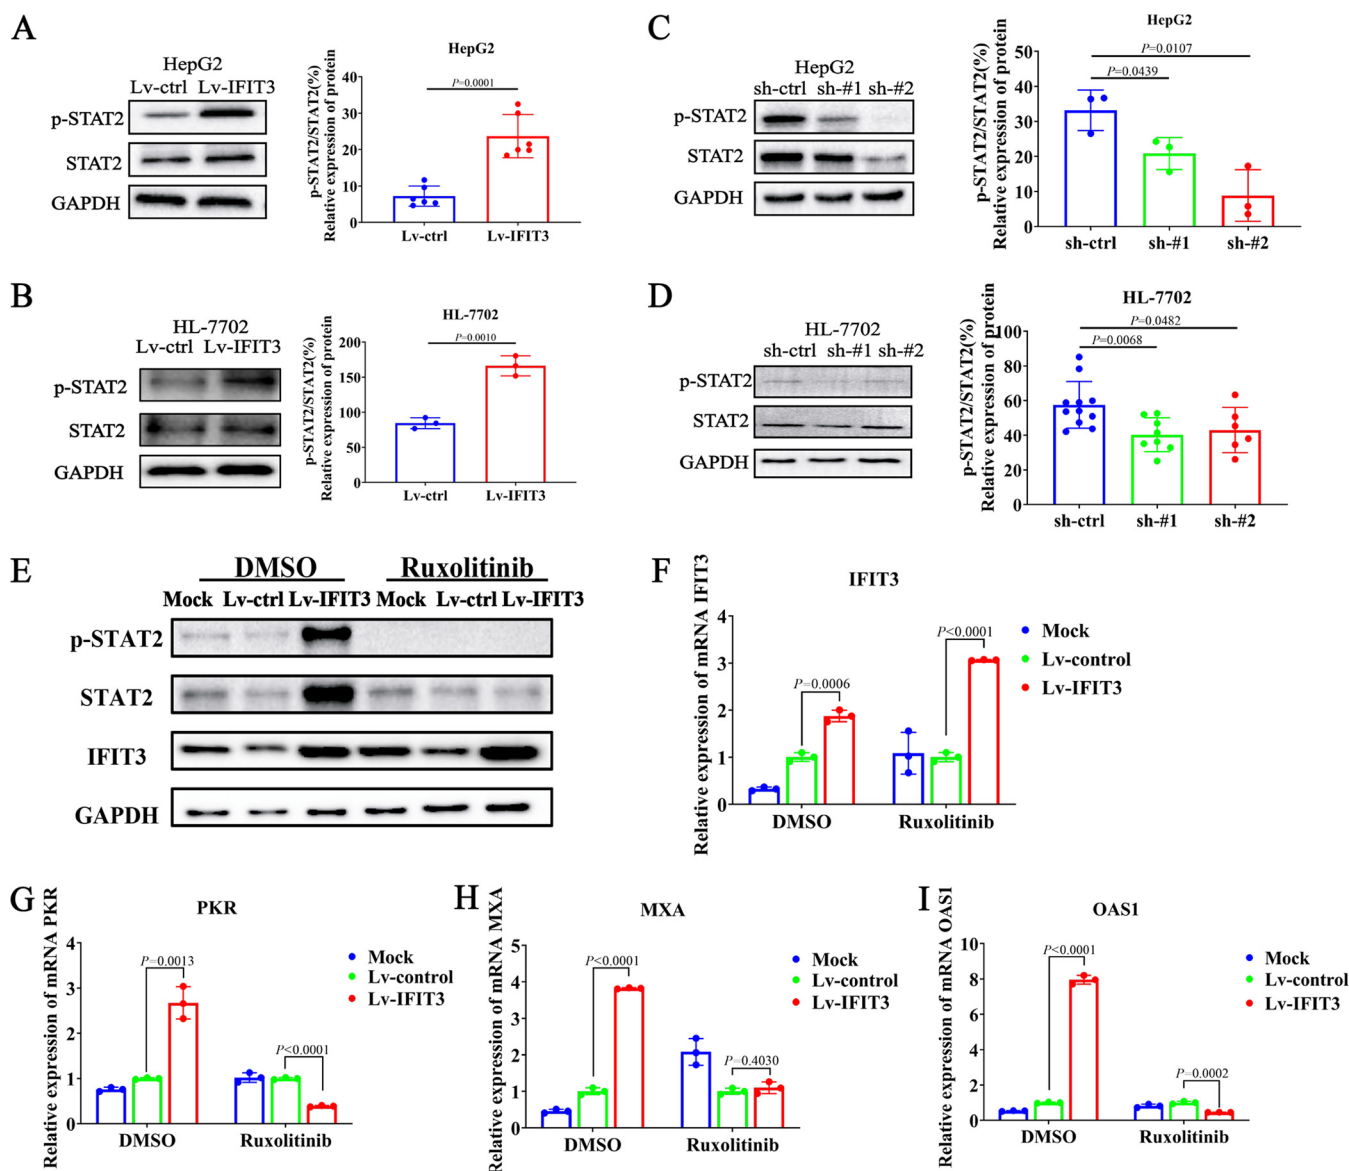 A
HepG2
Lv-ctrl Lv-IFIT3
p-STAT2
STAT2
GAPDH
HepG2
p-STAT2/STAT2(%)
Relative expression of protein
40
30
20
10
0
P=0.0001
Lv-ctrl
Lv-IFIT3
C
HepG2
sh-ctrl sh-#1 sh-#2
p-STAT2
STAT2
GAPDH
HepG2
p-STAT2/STAT2(%)
Relative expression of protein
50
40
30
20
10
0
P=0.0107
P=0.0439
sh-ctrl
sh-#1
sh-#2
B
HL-7702
Lv-ctrl Lv-IFIT3
p-STAT2
STAT2
GAPDH
HL-7702
p-STAT2/STAT2(%)
Relative expression of protein
200
150
100
50
0
P=0.0010
Lv-ctrl
Lv-IFIT3
D
HL-7702
sh-ctrl sh-#1 sh-#2
p-STAT2
STAT2
GAPDH
HL-7702
p-STAT2/STAT2(%)
Relative expression of protein
100
80
60
40
20
0
P=0.0482
P=0.0068
sh-ctrl
sh-#1
sh-#2
E
DMSO Ruxolitinib
Mock Lv-ctrl Lv-IFIT3 Mock Lv-ctrl Lv-IFIT3
p-STAT2
STAT2
IFIT3
GAPDH
F
IFIT3
Relative expression of mRNA IFIT3
4
3
2
1
0
P=0.0006
P<0.0001
DMSO
Ruxolitinib
Mock
Lv-control
Lv-IFIT3
G
PKR
Relative expression of mRNA PKR
4
3
2
1
0
P=0.0013
P<0.0001
DMSO
Ruxolitinib
Mock
Lv-control
Lv-IFIT3
H
MXA
Relative expression of mRNA MXA
5
4
3
2
1
0
P<0.0001
P=0.4030
DMSO
Ruxolitinib
Mock
Lv-control
Lv-IFIT3
I
OAS1
Relative expression of mRNA OAS1
10
8
6
4
2
0
P<0.0001
P=0.0002
DMSO
Ruxolitinib
Mock
Lv-control
Lv-IFIT3